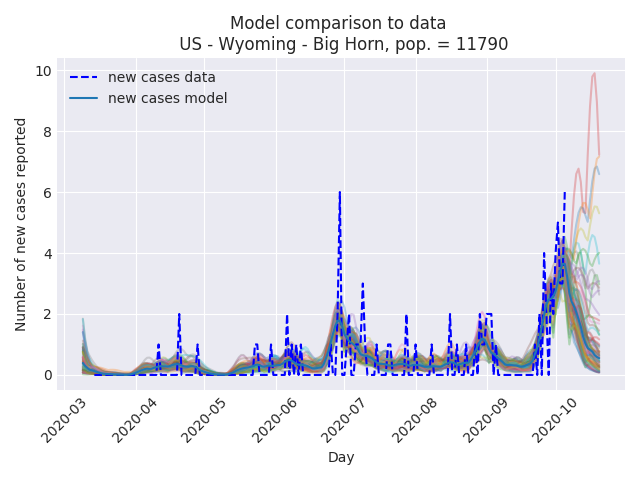 Model comparison to data
US - Wyoming - Big Horn, pop. = 11790
new cases data
new cases model
Number of new cases reported
10
8
6
4
2
0
2020-03
2020-04
2020-05
2020-06
2020-07
2020-08
2020-09
2020-10
Day